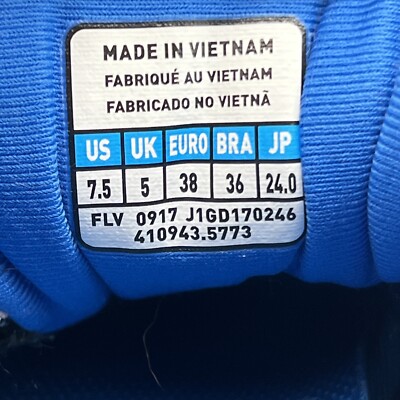 MADE IN VIETNAM
FABRIQUÉ AU VIETNAM
FABRICADO NO VIETNÃ
US UK EURO BRA JP
7.5 5 38 36 24.0
FLV 0917 J1GD170246
410943.5773